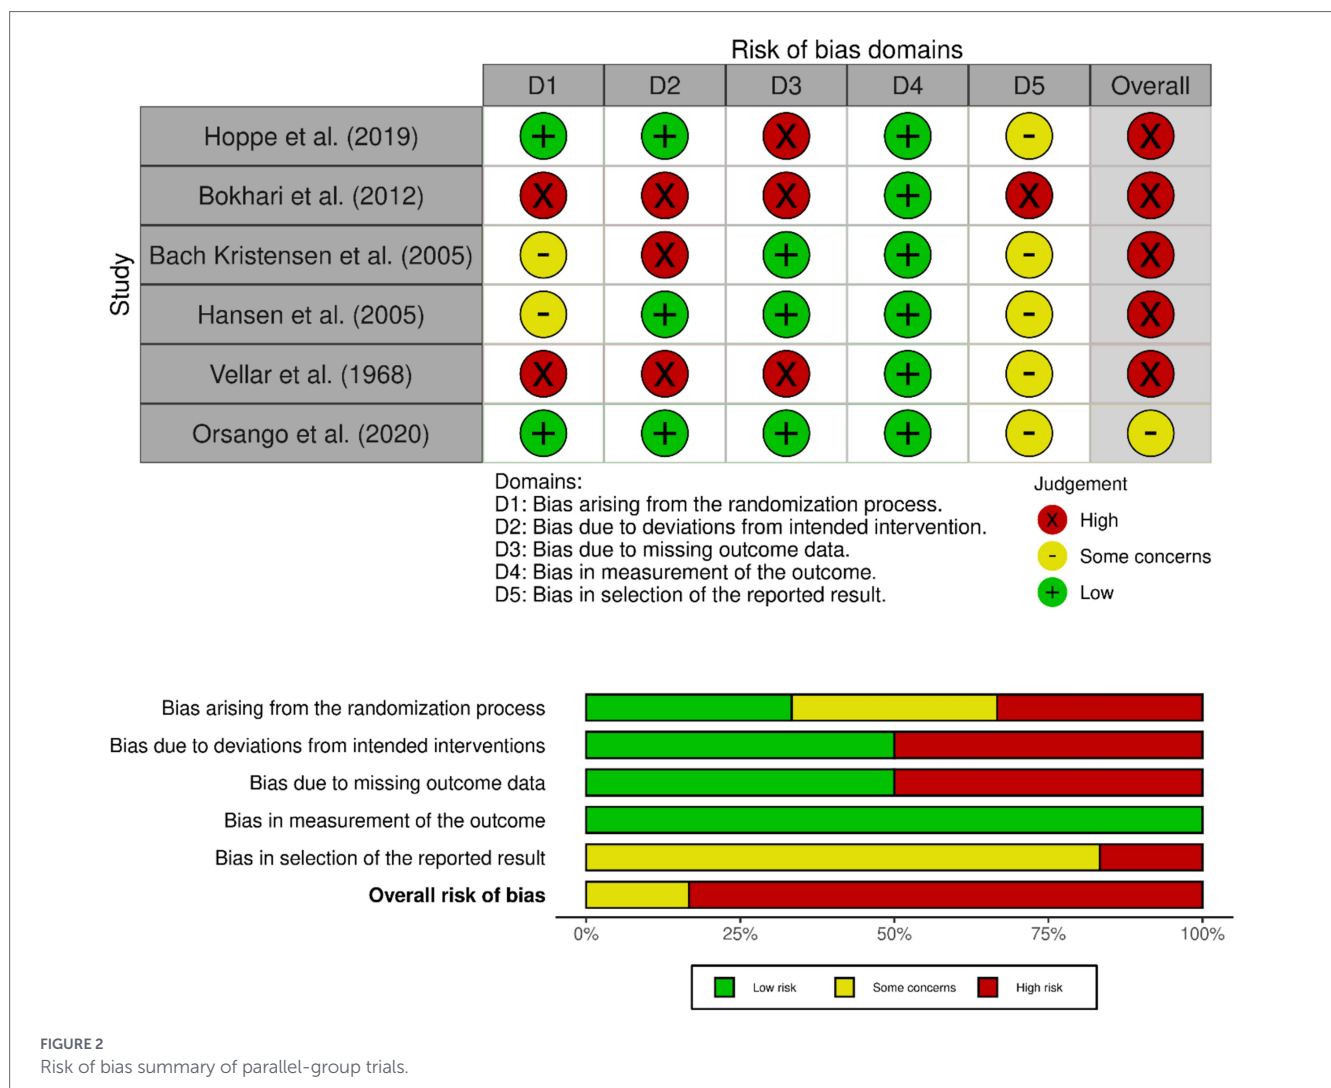 Risk of bias domains
D1 D2 D3 D4 D5 Overall
Study
Hoppe et al. (2019) + + X + - X
Bokhari et al. (2012) X X X + X X
Bach Kristensen et al. (2005) - X + + - X
Hansen et al. (2005) - + + + - X
Vellar et al. (1968) X X X + - X
Orsango et al. (2020) + + + + - -
Domains:
D1: Bias arising from the randomization process.
D2: Bias due to deviations from intended intervention.
D3: Bias due to missing outcome data.
D4: Bias in measurement of the outcome.
D5: Bias in selection of the reported result.
Judgement
X High
- Some concerns
+ Low
Bias arising from the randomization process
Bias due to deviations from intended interventions
Bias due to missing outcome data
Bias in measurement of the outcome
Bias in selection of the reported result
Overall risk of bias
0% 25% 50% 75% 100%
Low risk Some concerns High risk
FIGURE 2
Risk of bias summary of parallel-group trials.